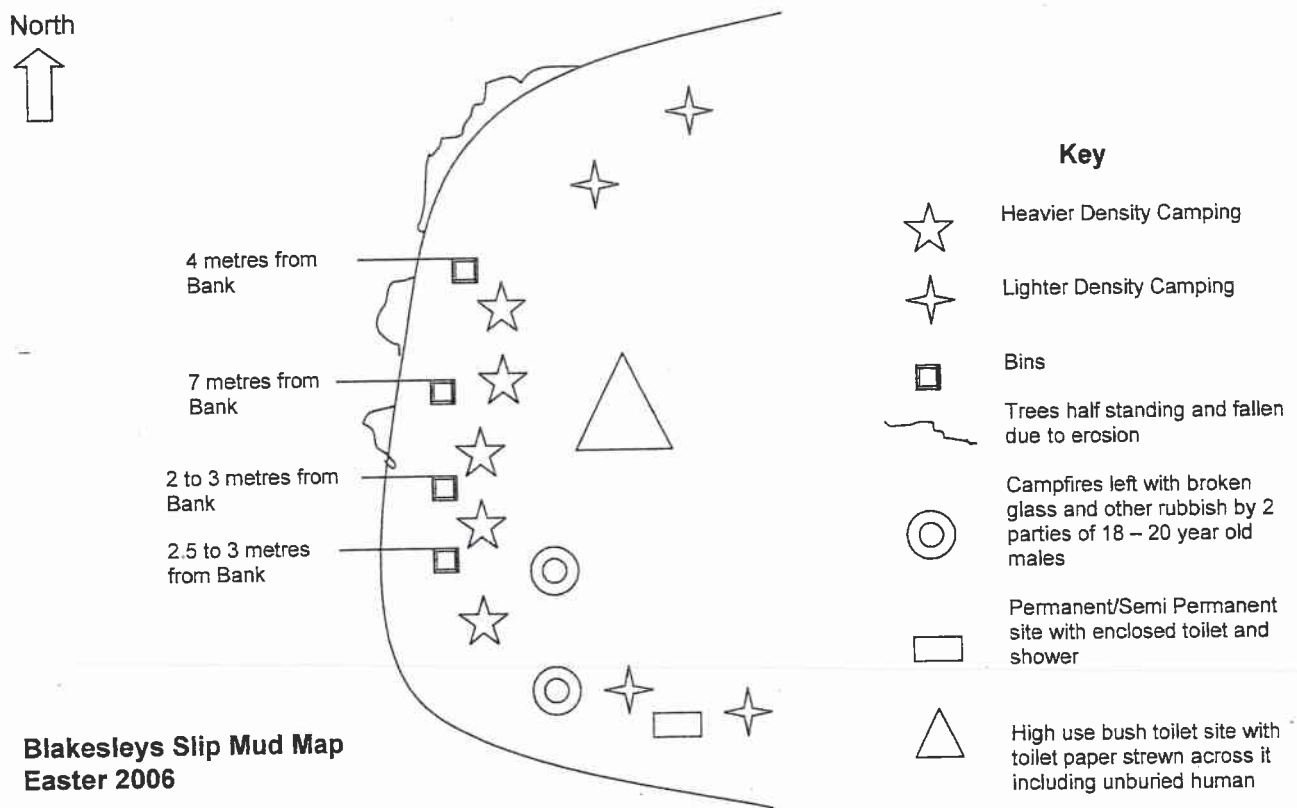 North
4 metres from
Bank
7 metres from
Bank
2 to 3 metres from
Bank
2.5 to 3 metres
from Bank
Blakesleys Slip Mud Map
Easter 2006
Key
Heavier Density Camping
Lighter Density Camping
Bins
Trees half standing and fallen
due to erosion
Campfires left with broken
glass and other rubbish by 2
parties of 18 – 20 year old
males
Permanent/Semi Permanent
site with enclosed toilet and
shower
High use bush toilet site with
toilet paper strewn across it
including unburied human